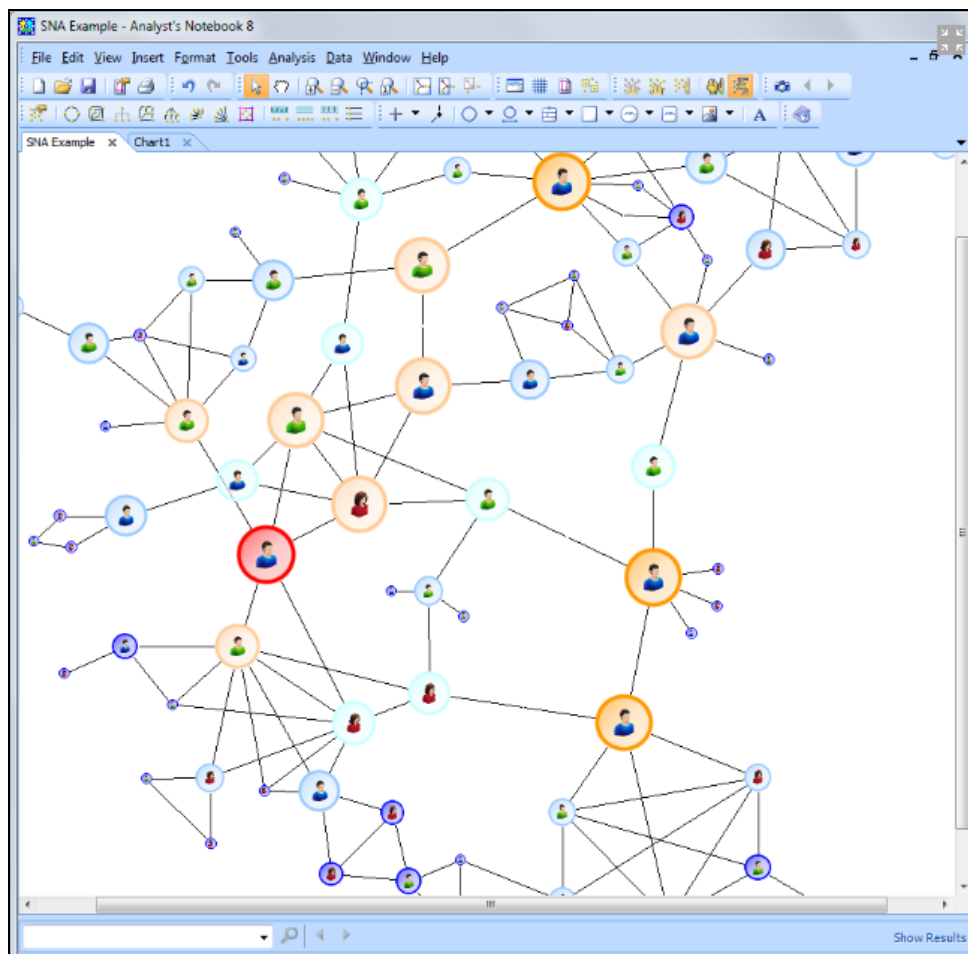 SNA Example - Analyst's Notebook 8
File Edit View Insert Format Tools Analysis Data Window Help
A
SNA Example Chart1
Show Results